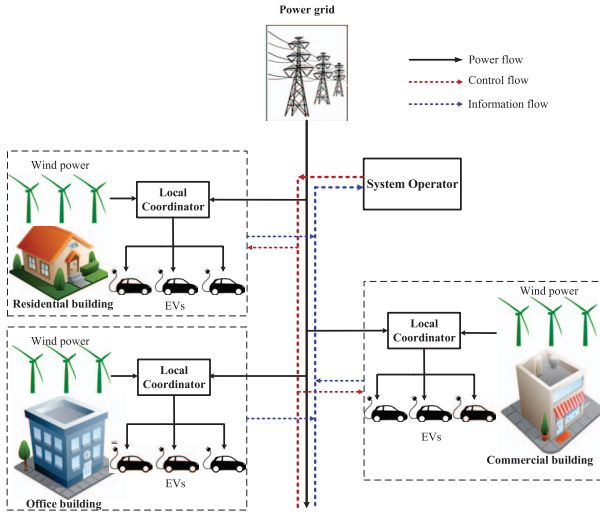 Power grid
Power flow
Control flow
Information flow
System Operator
Wind power
Local
Coordinator
Residential building
EVs
Wind power
Local
Coordinator
EVs
Commercial building
Wind power
Local
Coordinator
EVs
Office building